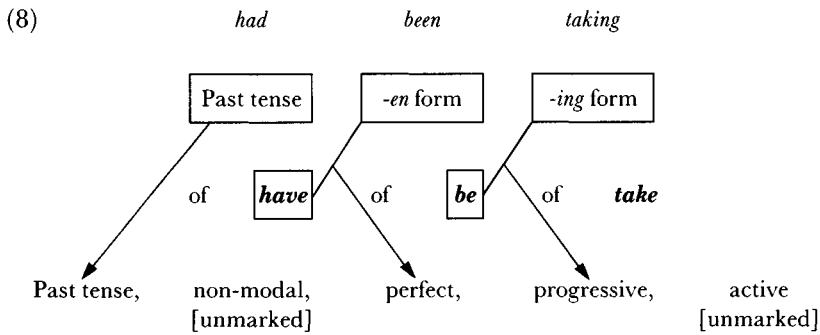 (8) had been taking
Past tense -en form -ing form
of have of be of take
Past tense, non-modal, perfect, progressive, active
[unmarked] [unmarked]